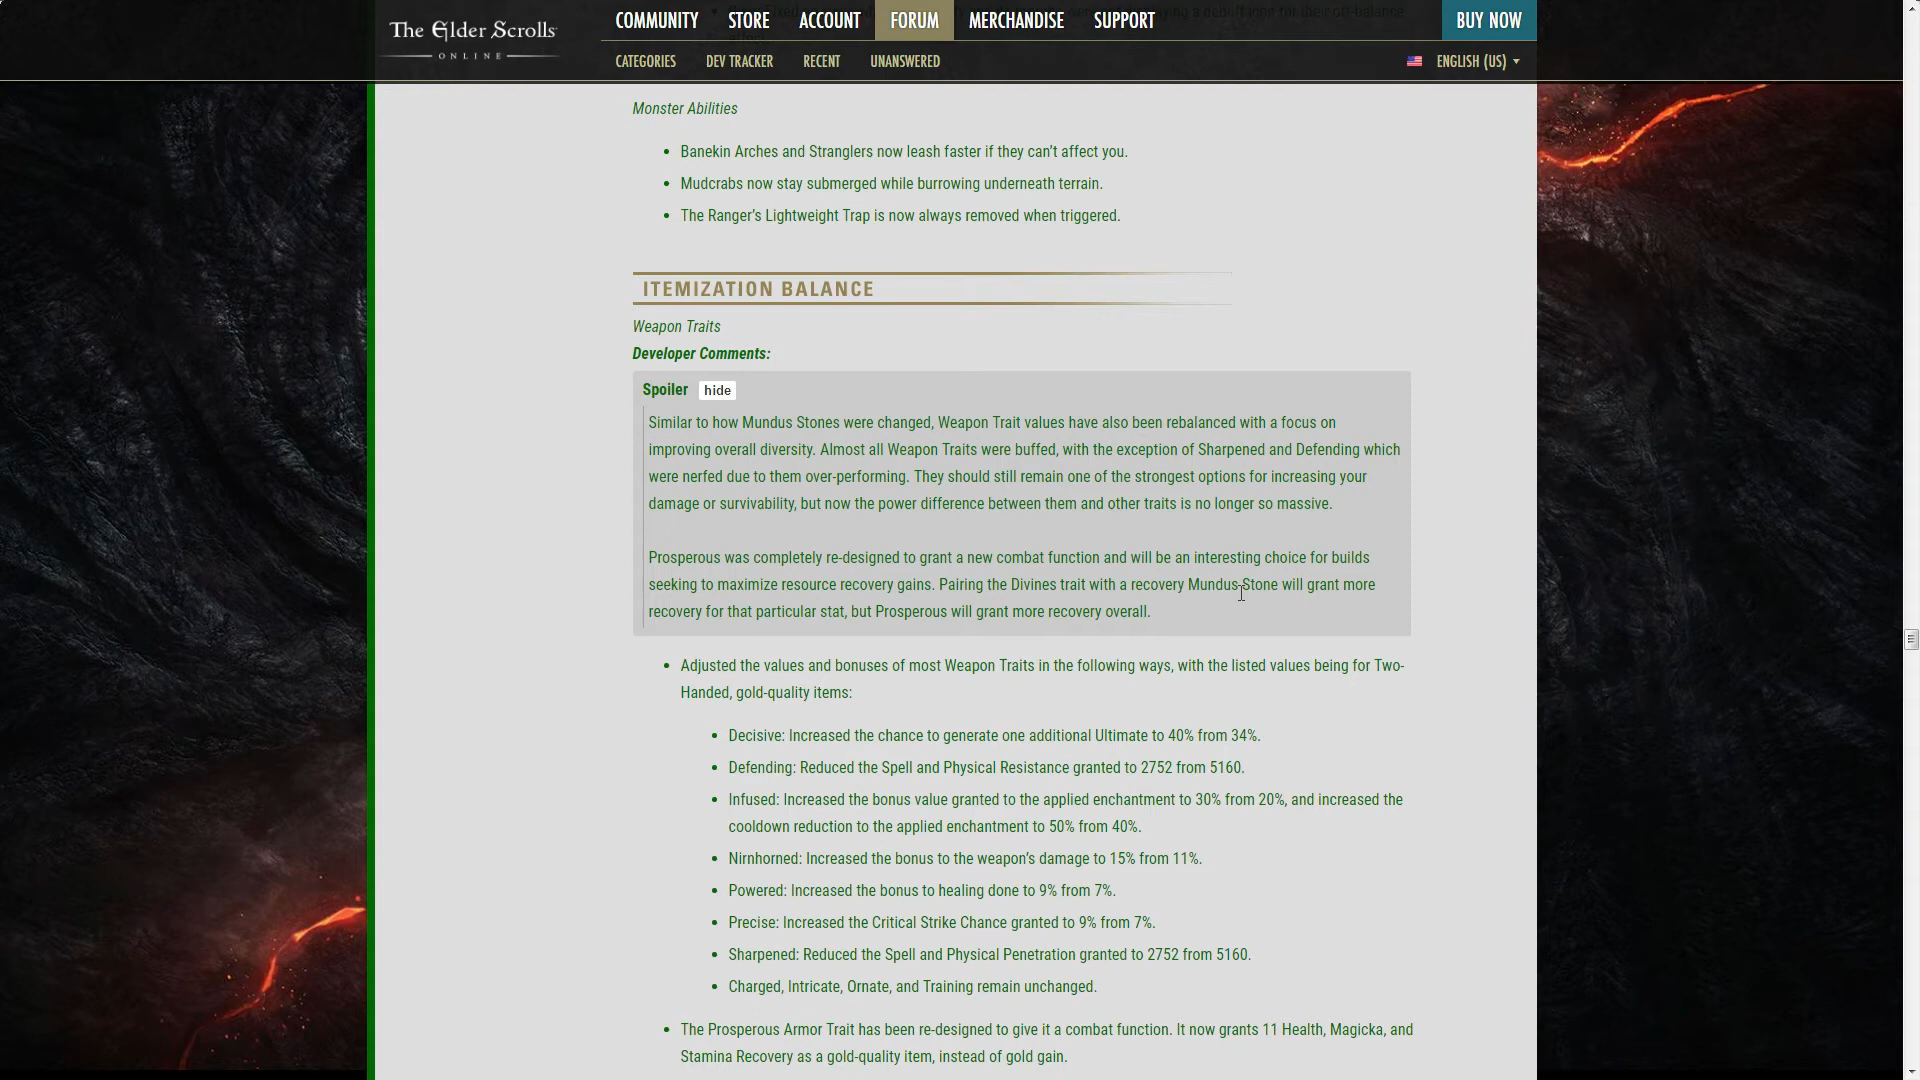 The Elder Scrolls
ONLINE
COMMUNITY
STORE
ACCOUNT
FORUM
MERCHANDISE
SUPPORT
BUY NOW
CATEGORIES
DEV TRACKER
RECENT
UNANSWERED
ENGLISH (US)
Monster Abilities
• Banekin Arches and Stranglers now leash faster if they can't affect you.
• Mudcrabs now stay submerged while burrowing underneath terrain.
• The Ranger's Lightweight Trap is now always removed when triggered.
ITEMIZATION BALANCE
Weapon Traits
Developer Comments:
Spoiler hide
Similar to how Mundus Stones were changed, Weapon Trait values have also been rebalanced with a focus on
improving overall diversity. Almost all Weapon Traits were buffed, with the exception of Sharpened and Defending which
were nerfed due to them over-performing. They should still remain one of the strongest options for increasing your
damage or survivability, but now the power difference between them and other traits is no longer so massive.
Prosperous was completely re-designed to grant a new combat function and will be an interesting choice for builds
seeking to maximize resource recovery gains. Pairing the Divines trait with a recovery Mundus Stone will grant more
recovery for that particular stat, but Prosperous will grant more recovery overall.
• Adjusted the values and bonuses of most Weapon Traits in the following ways, with the listed values being for Two-
Handed, gold-quality items:
• Decisive: Increased the chance to generate one additional Ultimate to 40% from 34%.
• Defending: Reduced the Spell and Physical Resistance granted to 2752 from 5160.
• Infused: Increased the bonus value granted to the applied enchantment to 30% from 20%, and increased the
cooldown reduction to the applied enchantment to 50% from 40%.
• Nirnhorned: Increased the bonus to the weapon's damage to 15% from 11%.
• Powered: Increased the bonus to healing done to 9% from 7%.
• Precise: Increased the Critical Strike Chance granted to 9% from 7%.
• Sharpened: Reduced the Spell and Physical Penetration granted to 2752 from 5160.
• Charged, Intricate, Ornate, and Training remain unchanged.
• The Prosperous Armor Trait has been re-designed to give it a combat function. It now grants 11 Health, Magicka, and
Stamina Recovery as a gold-quality item, instead of gold gain.